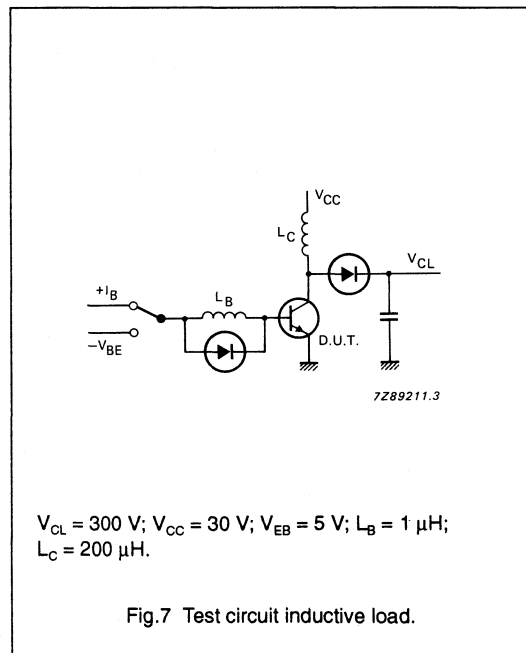 V_CC
L_C
V_CL
+I_B
L_B
−V_BE
D.U.T.
7Z89211.3
V_CL = 300 V; V_CC = 30 V; V_EB = 5 V; L_B = 1 μH;
L_C = 200 μH.
Fig.7 Test circuit inductive load.